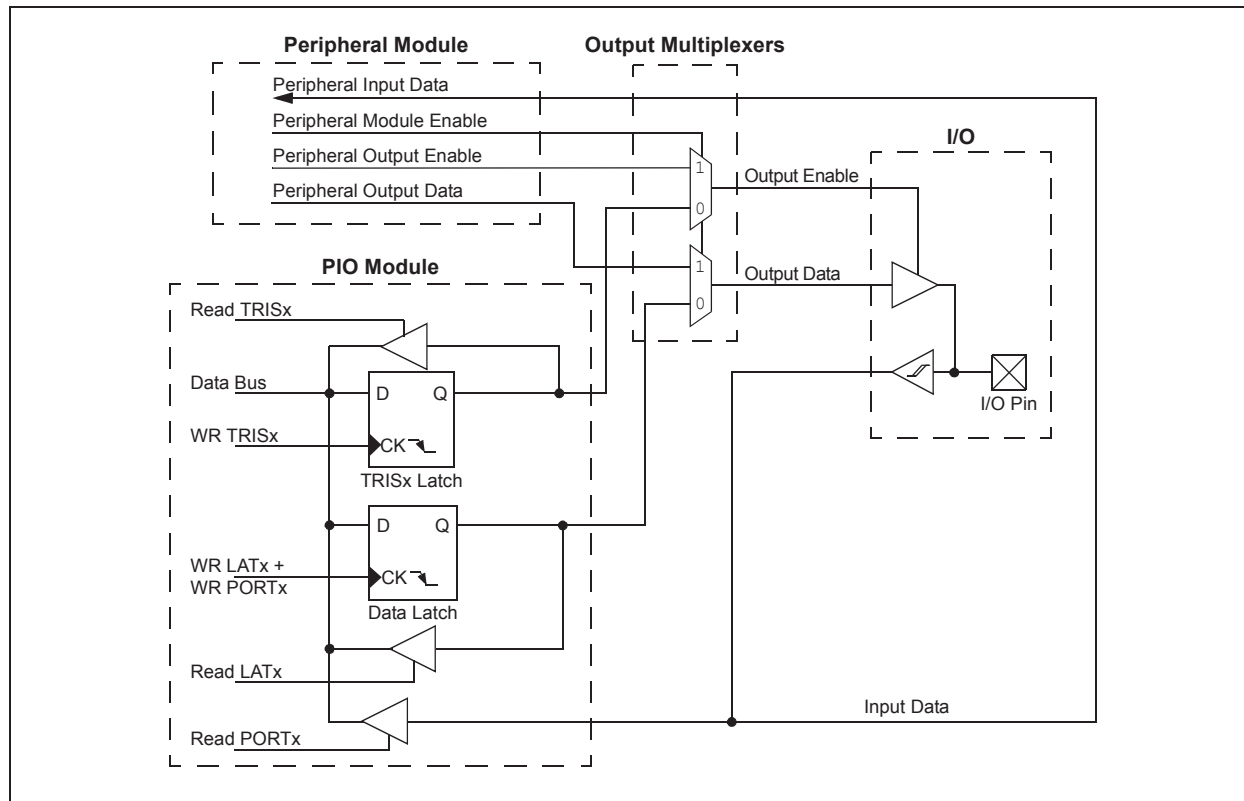 Peripheral Module
Output Multiplexers
Peripheral Input Data
Peripheral Module Enable
Peripheral Output Enable
Peripheral Output Data
1
0
1
0
Output Enable
Output Data
I/O
I/O Pin
PIO Module
Read TRISx
Data Bus
D Q
WR TRISx
CK
TRISx Latch
D Q
WR LATx +
WR PORTx
CK
Data Latch
Read LATx
Read PORTx
Input Data